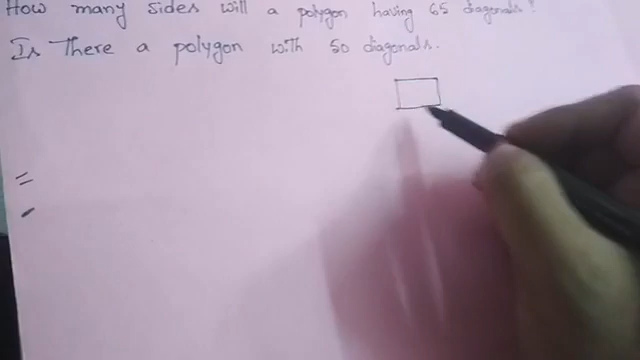 How many sides will a polygon having 65 diagonals?
Is There a polygon with 50 diagonals.